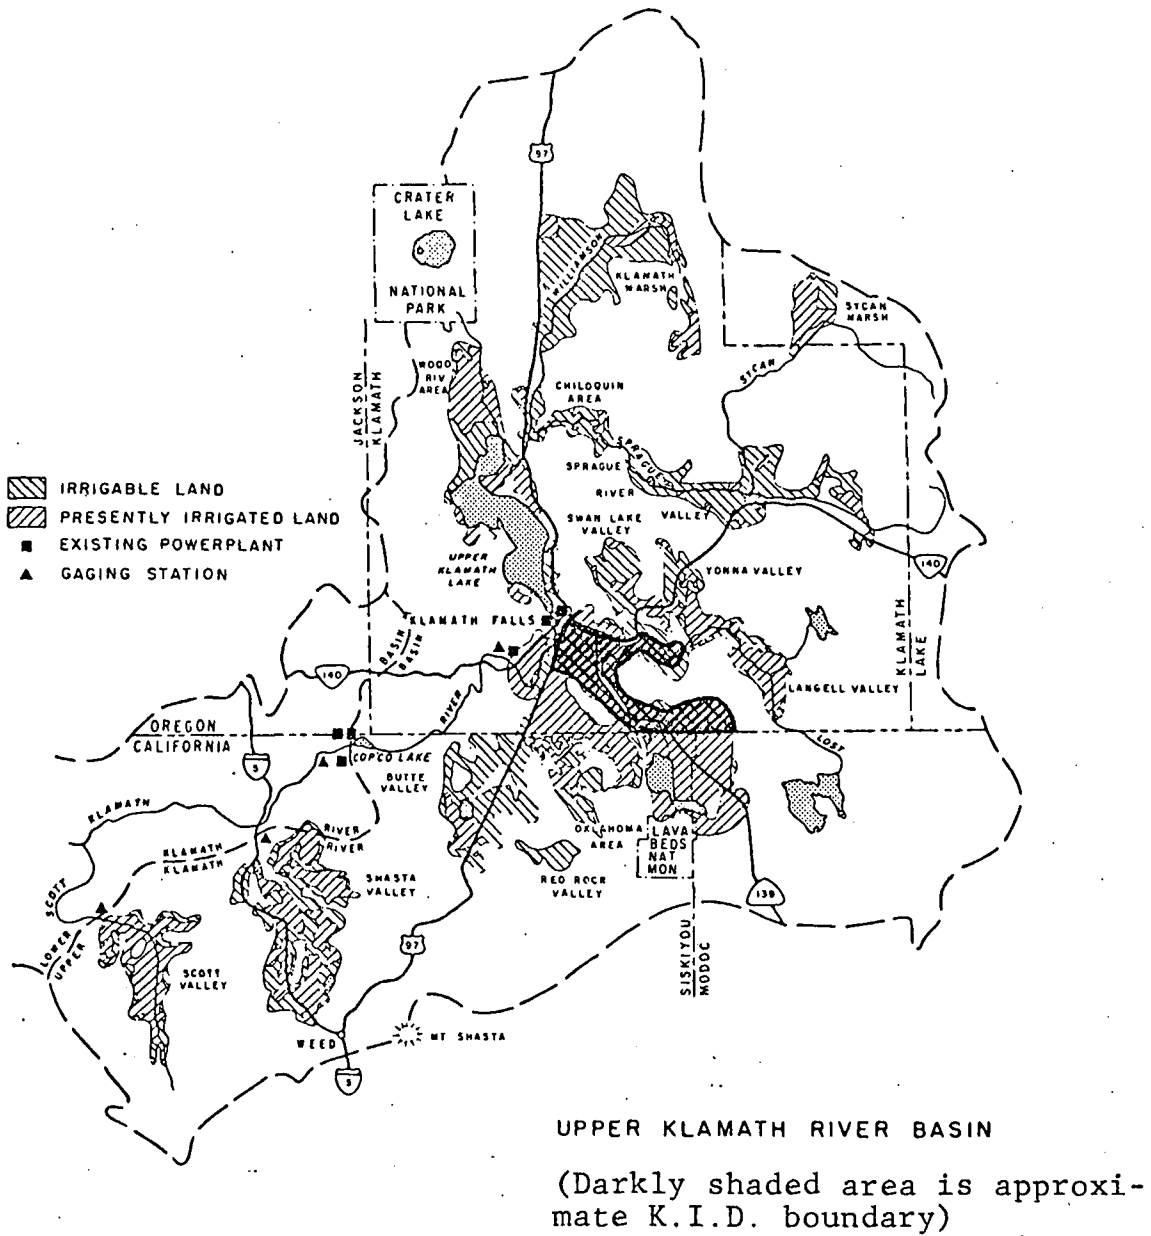 97
CRATER
LAKE
NATIONAL
PARK
WILLIAMSON
KLAMATH
MARSH
SYCAN
MARSH
WOOD
RIV
AREA
SYCAN
JACKSON
KLAMATH
CHILOQUIN
AREA
SPRAGUE
SPRAGUE
RIVER
VALLEY
IRRIGABLE LAND
PRESENTLY IRRIGATED LAND
EXISTING POWERPLANT
GAGING STATION
SWAN LAKE
VALLEY
UPPER
KLAMATH
LAKE
YONNA VALLEY
140
KLAMATH FALLS
KLAMATH
LAKE
BASIN
BASIN
140
LANGELL VALLEY
RIVER
OREGON
CALIFORNIA
LOST
5
COPCO LAKE
BUTTE
VALLEY
KLAMATH
RIVER
RIVER
KLAMATH
KLAMATH
OKLAHOMA
AREA
LAVA
BEDS
NAT
MON
SHASTA
VALLEY
RED ROCK
VALLEY
139
SCOTT
LOWER
UPPER
97
SCOTT
VALLEY
SISKIYOU
MODOC
WEED
MT SHASTA
5
UPPER KLAMATH RIVER BASIN
(Darkly shaded area is approxi-
mate K.I.D. boundary)